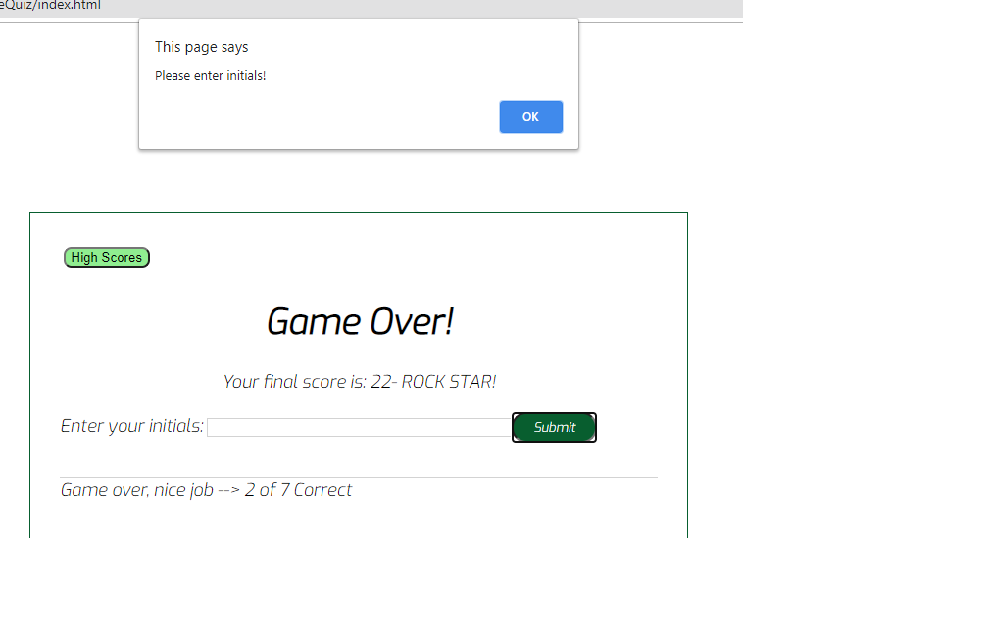 eQuiz/index.html
This page says
Please enter initials!
OK
High Scores
Game Over!
Your final score is: 22- ROCK STAR!
Enter your initials: Submit
Game over, nice job --> 2 of 7 Correct